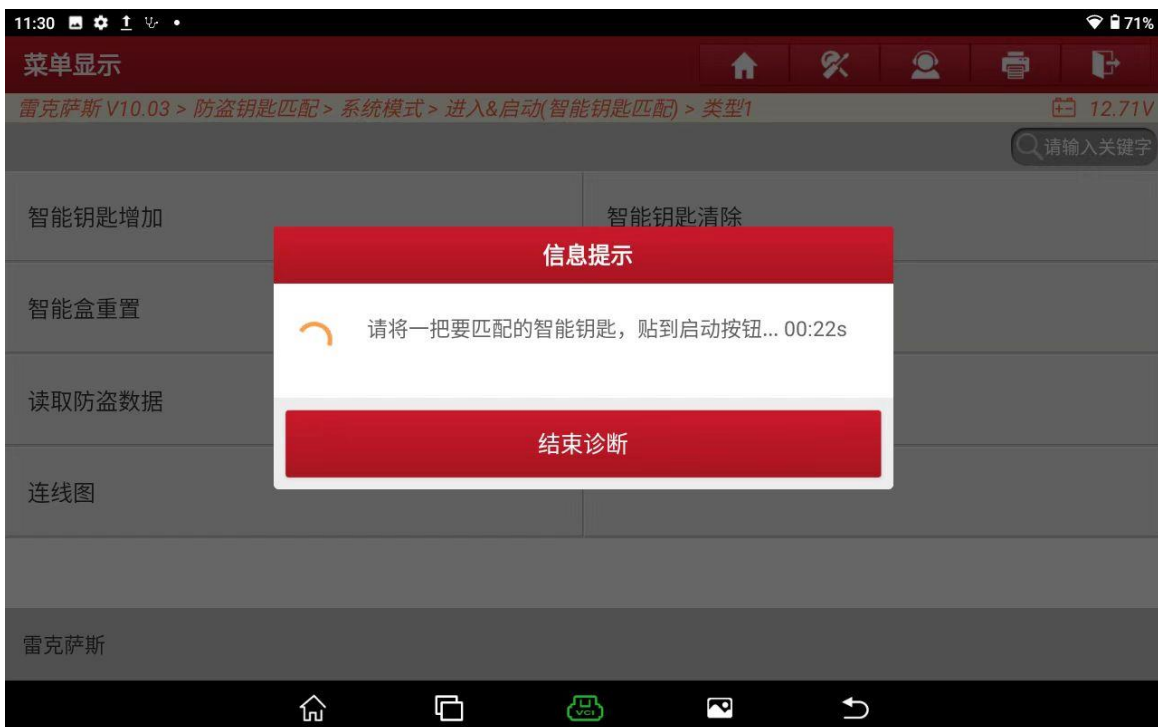 11:30
71%
菜单显示
雷克萨斯 V10.03 > 防盗钥匙匹配 > 系统模式 > 进入&启动(智能钥匙匹配) > 类型1
12.71V
请输入关键字
智能钥匙增加
智能钥匙清除
信息提示
智能盒重置
请将一把要匹配的智能钥匙，贴到启动按钮... 00:22s
读取防盗数据
结束诊断
连线图
雷克萨斯
VCI